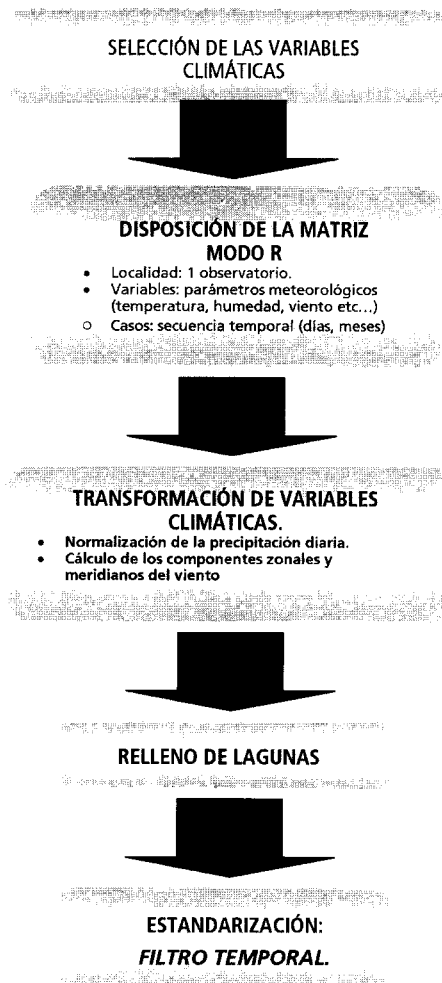 SELECCIÓN DE LAS VARIABLES
CLIMÁTICAS
DISPOSICIÓN DE LA MATRIZ
MODO R
• Localidad: 1 observatorio.
• Variables: parámetros meteorológicos
(temperatura, humedad, viento etc...)
○ Casos: secuencia temporal (días, meses)
TRANSFORMACIÓN DE VARIABLES
CLIMÁTICAS.
• Normalización de la precipitación diaria.
• Cálculo de los componentes zonales y
meridianos del viento
RELLENO DE LAGUNAS
ESTANDARIZACIÓN:
FILTRO TEMPORAL.